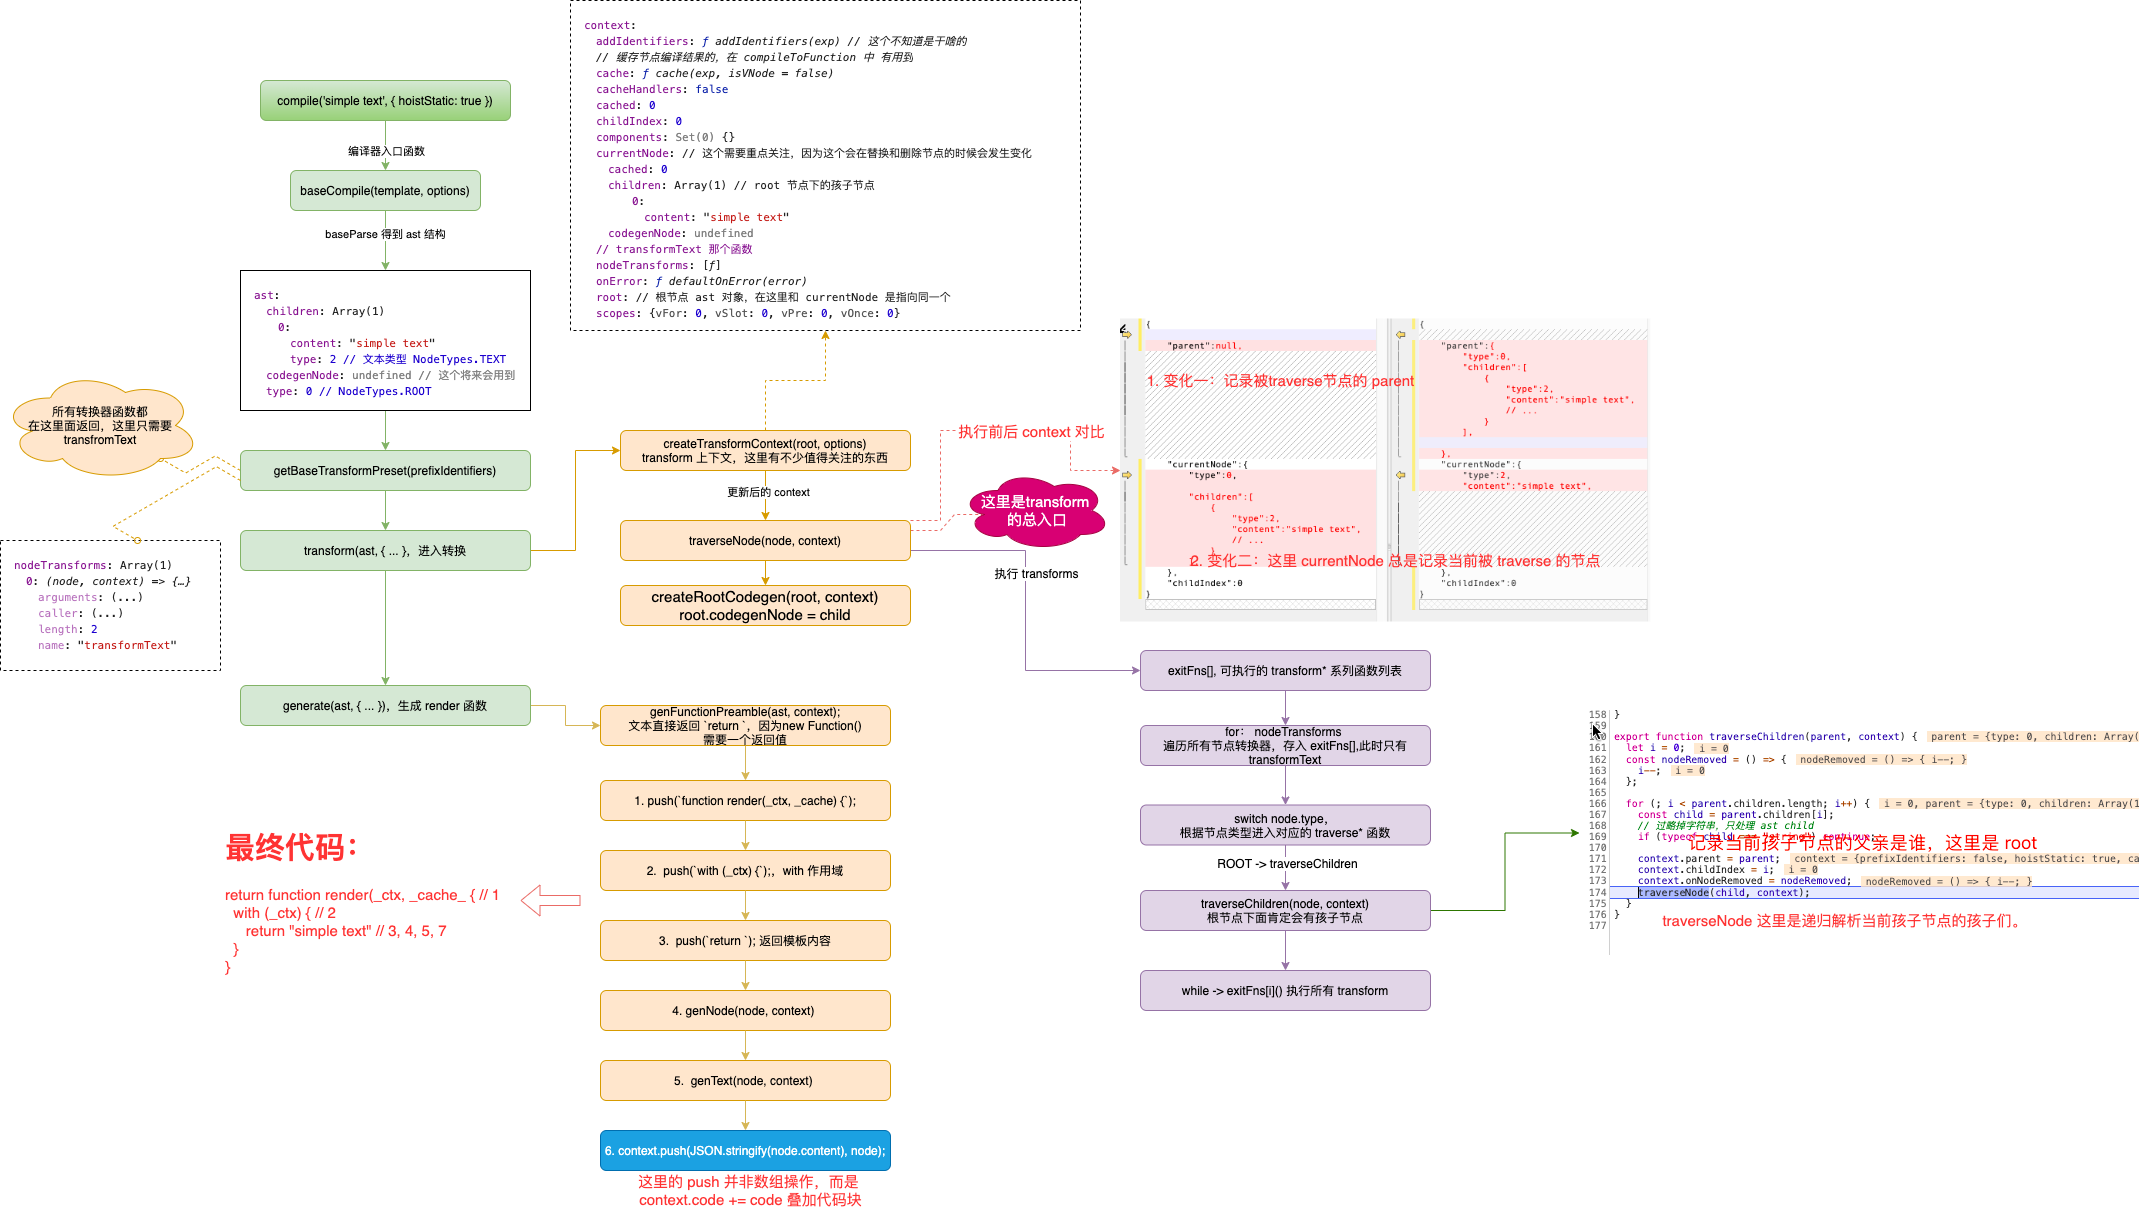 context:
addIdentifiers: ƒ addIdentifiers(exp) // 这个不知道是干啥的
// 缓存节点编译结果的，在 compileToFunction 中 有用到
cache: ƒ cache(exp, isVNode = false)
cacheHandlers: false
cached: 0
childIndex: 0
components: Set(0) {}
currentNode: // 这个需要重点关注，因为这个会在替换和删除节点的时候会发生变化
cached: 0
children: Array(1) // root 节点下的孩子节点
0:
content: "simple text"
codegenNode: undefined
// transformText 那个函数
nodeTransforms: [ƒ]
onError: ƒ defaultOnError(error)
root: // 根节点 ast 对象，在这里和 currentNode 是指向同一个
scopes: {vFor: 0, vSlot: 0, vPre: 0, vOnce: 0}
compile('simple text', { hoistStatic: true })
编译器入口函数
baseCompile(template, options)
baseParse 得到 ast 结构
ast:
children: Array(1)
0:
content: "simple text"
type: 2 // 文本类型 NodeTypes.TEXT
codegenNode: undefined // 这个将来会用到
type: 0 // NodeTypes.ROOT
所有转换器函数都
在这里面返回，这里只需要
transfromText
getBaseTransformPreset(prefixIdentifiers)
transform(ast, { ... }，进入转换
nodeTransforms: Array(1)
0: (node, context) => {…}
arguments: (...)
caller: (...)
length: 2
name: "transformText"
generate(ast, { ... })，生成 render 函数
createTransformContext(root, options)
transform 上下文，这里有不少值得关注的东西
更新后的 context
traverseNode(node, context)
createRootCodegen(root, context)
root.codegenNode = child
执行前后 context 对比
这里是transform
的总入口
执行 transforms
{
"parent":null,
1. 变化一：记录被traverse节点的 parent
"currentNode":{
"type":0,
"children":[
{
"type":2,
"content":"simple text",
// ...
}
2. 变化二：这里 currentNode 总是记录当前被 traverse 的节点
},
"childIndex":0
}
{
"parent":{
"type":0,
"children":[
{
"type":2,
"content":"simple text",
// ...
}
],
},
"currentNode":{
"type":2,
"content":"simple text",
},
"childIndex":0
}
exitFns[], 可执行的 transform* 系列函数列表
for： nodeTransforms
遍历所有节点转换器，存入 exitFns[],此时只有
transformText
switch node.type，
根据节点类型进入对应的 traverse* 函数
ROOT -> traverseChildren
traverseChildren(node, context)
根节点下面肯定会有孩子节点
while -> exitFns[i]() 执行所有 transform
158 }
159
160 export function traverseChildren(parent, context) { parent = {type: 0, children: Array(
161 let i = 0; i = 0
162 const nodeRemoved = () => { nodeRemoved = () => { i--; }
163 i--; i = 0
164 };
165
166 for (; i < parent.children.length; i++) { i = 0, parent = {type: 0, children: Array(1
167 const child = parent.children[i];
168 // 过略掉字符串，只处理 ast child
169 if (typeof child === "string") continue;
记录当前孩子节点的父亲是谁，这里是 root
170
171 context.parent = parent; context = {prefixIdentifiers: false, hoistStatic: true, ca
172 context.childIndex = i; i = 0
173 context.onNodeRemoved = nodeRemoved; nodeRemoved = () => { i--; }
174 traverseNode(child, context);
175 }
176 }
177
traverseNode 这里是递归解析当前孩子节点的孩子们。
genFunctionPreamble(ast, context);
文本直接返回 `return `，因为new Function()
需要一个返回值
1. push(`function render(_ctx, _cache) {`);
2. push(`with (_ctx) {`);，with 作用域
3. push(`return `); 返回模板内容
4. genNode(node, context)
5. genText(node, context)
6. context.push(JSON.stringify(node.content), node);
这里的 push 并非数组操作，而是
context.code += code 叠加代码块
最终代码：
return function render(_ctx, _cache_ { // 1
with (_ctx) { // 2
return "simple text" // 3, 4, 5, 7
}
}